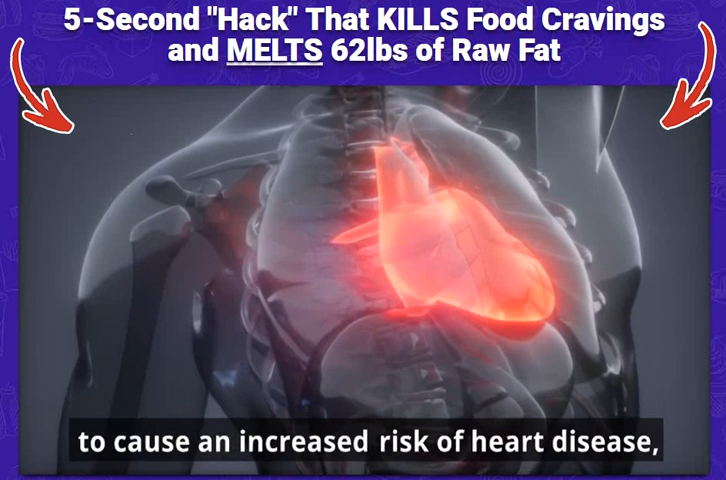 5-Second "Hack" That KILLS Food Cravings
and MELTS 62lbs of Raw Fat
to cause an increased risk of heart disease,